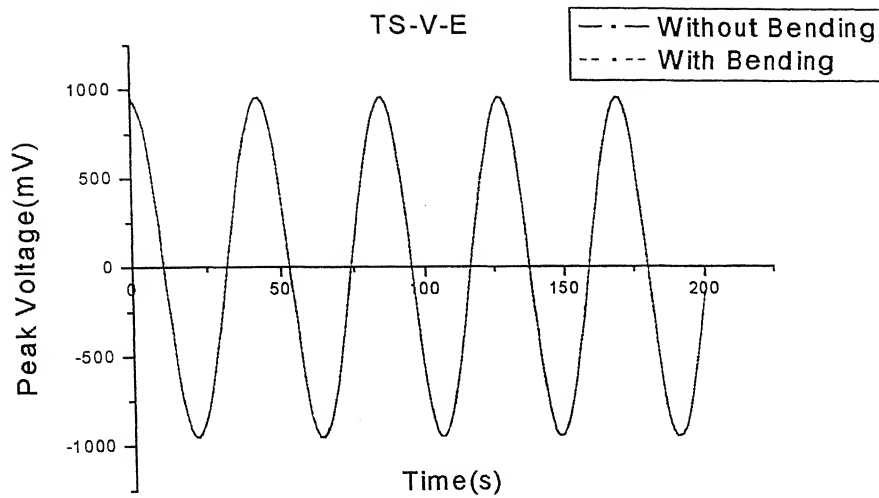 TS-V-E
Without Bending
With Bending
Peak Voltage(mV)
1000
500
0
-500
-1000
0
50
100
150
200
Time(s)